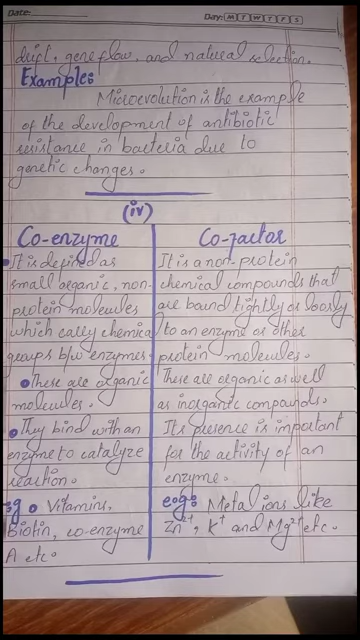 Date-
Day: M T W T F S
drift, gene flow, and natural selection.
Examples
Microevolution is the example
of the development of antibiotic
resistance in bacteria due to
genetic changes.
(iv)
Co-enzyme
• It is defined as
small organic, non-
protein molecules
which cally chemical
groups b/w enzymes.
• These are organic
molecules.
• They bind with an
enzyme to catalyze
reaction.
e.g • Vitamins,
Biotin, co-enzyme
A etc.
Co-factor
It is a non-protein
chemical compounds that
are bound tightly or loosly
to an enzyme or other
protein molecules.
These are organic as well
as inorganic compounds.
Its presence is important
for the activity of an
enzyme.
e.g: Metal ions like
Zn²⁺, K⁺ and Mg²⁺ etc.